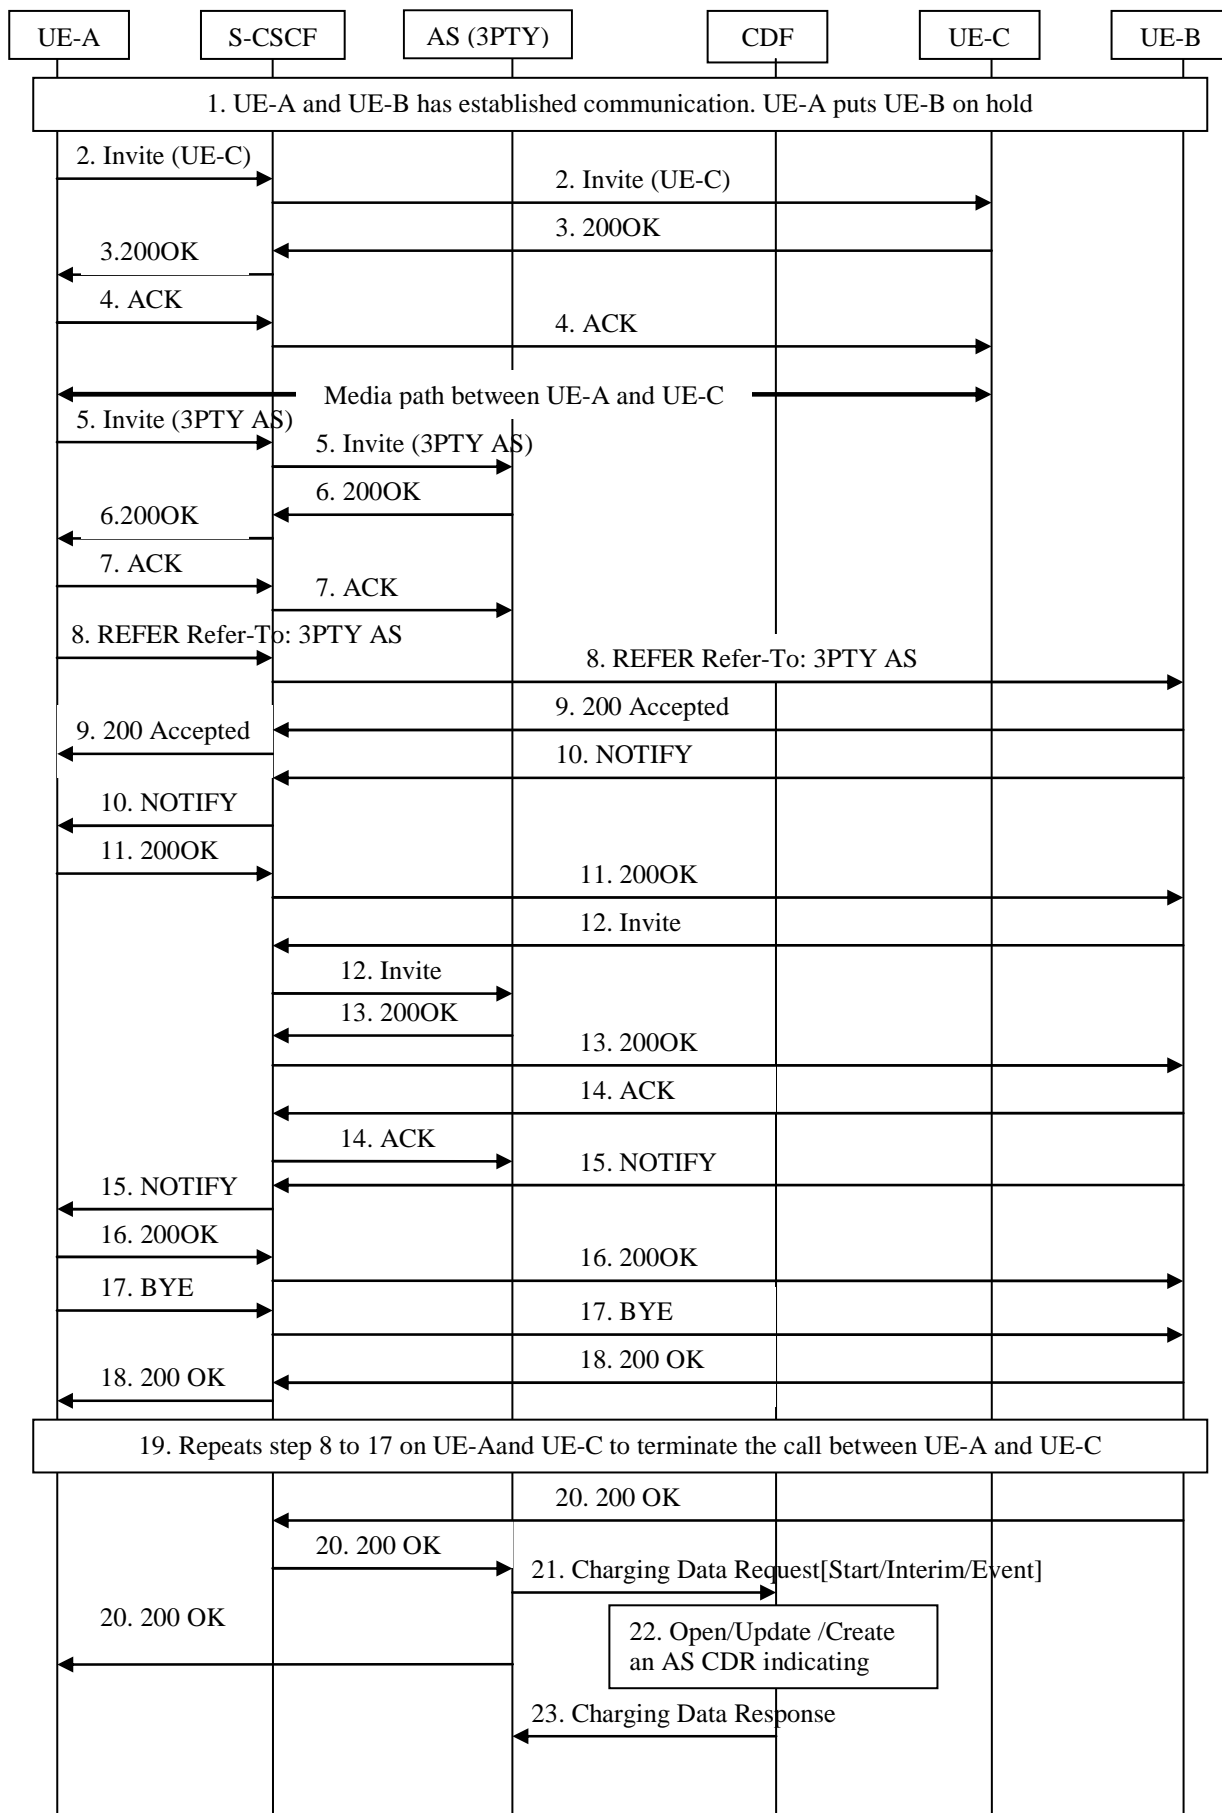 UE-A
S-CSCF
AS (3PTY)
CDF
UE-C
UE-B
1. UE-A and UE-B has established communication. UE-A puts UE-B on hold
2. Invite (UE-C)
2. Invite (UE-C)
3. 200OK
3.200OK
4. ACK
4. ACK
Media path between UE-A and UE-C
5. Invite (3PTY AS)
5. Invite (3PTY AS)
6. 200OK
6.200OK
7. ACK
7. ACK
8. REFER Refer-To: 3PTY AS
8. REFER Refer-To: 3PTY AS
9. 200 Accepted
9. 200 Accepted
10. NOTIFY
10. NOTIFY
11. 200OK
11. 200OK
12. Invite
12. Invite
13. 200OK
13. 200OK
14. ACK
14. ACK
15. NOTIFY
15. NOTIFY
16. 200OK
16. 200OK
17. BYE
17. BYE
18. 200 OK
18. 200 OK
19. Repeats step 8 to 17 on UE-Aand UE-C to terminate the call between UE-A and UE-C
20. 200 OK
20. 200 OK
21. Charging Data Request[Start/Interim/Event]
20. 200 OK
22. Open/Update /Create
an AS CDR indicating
23. Charging Data Response